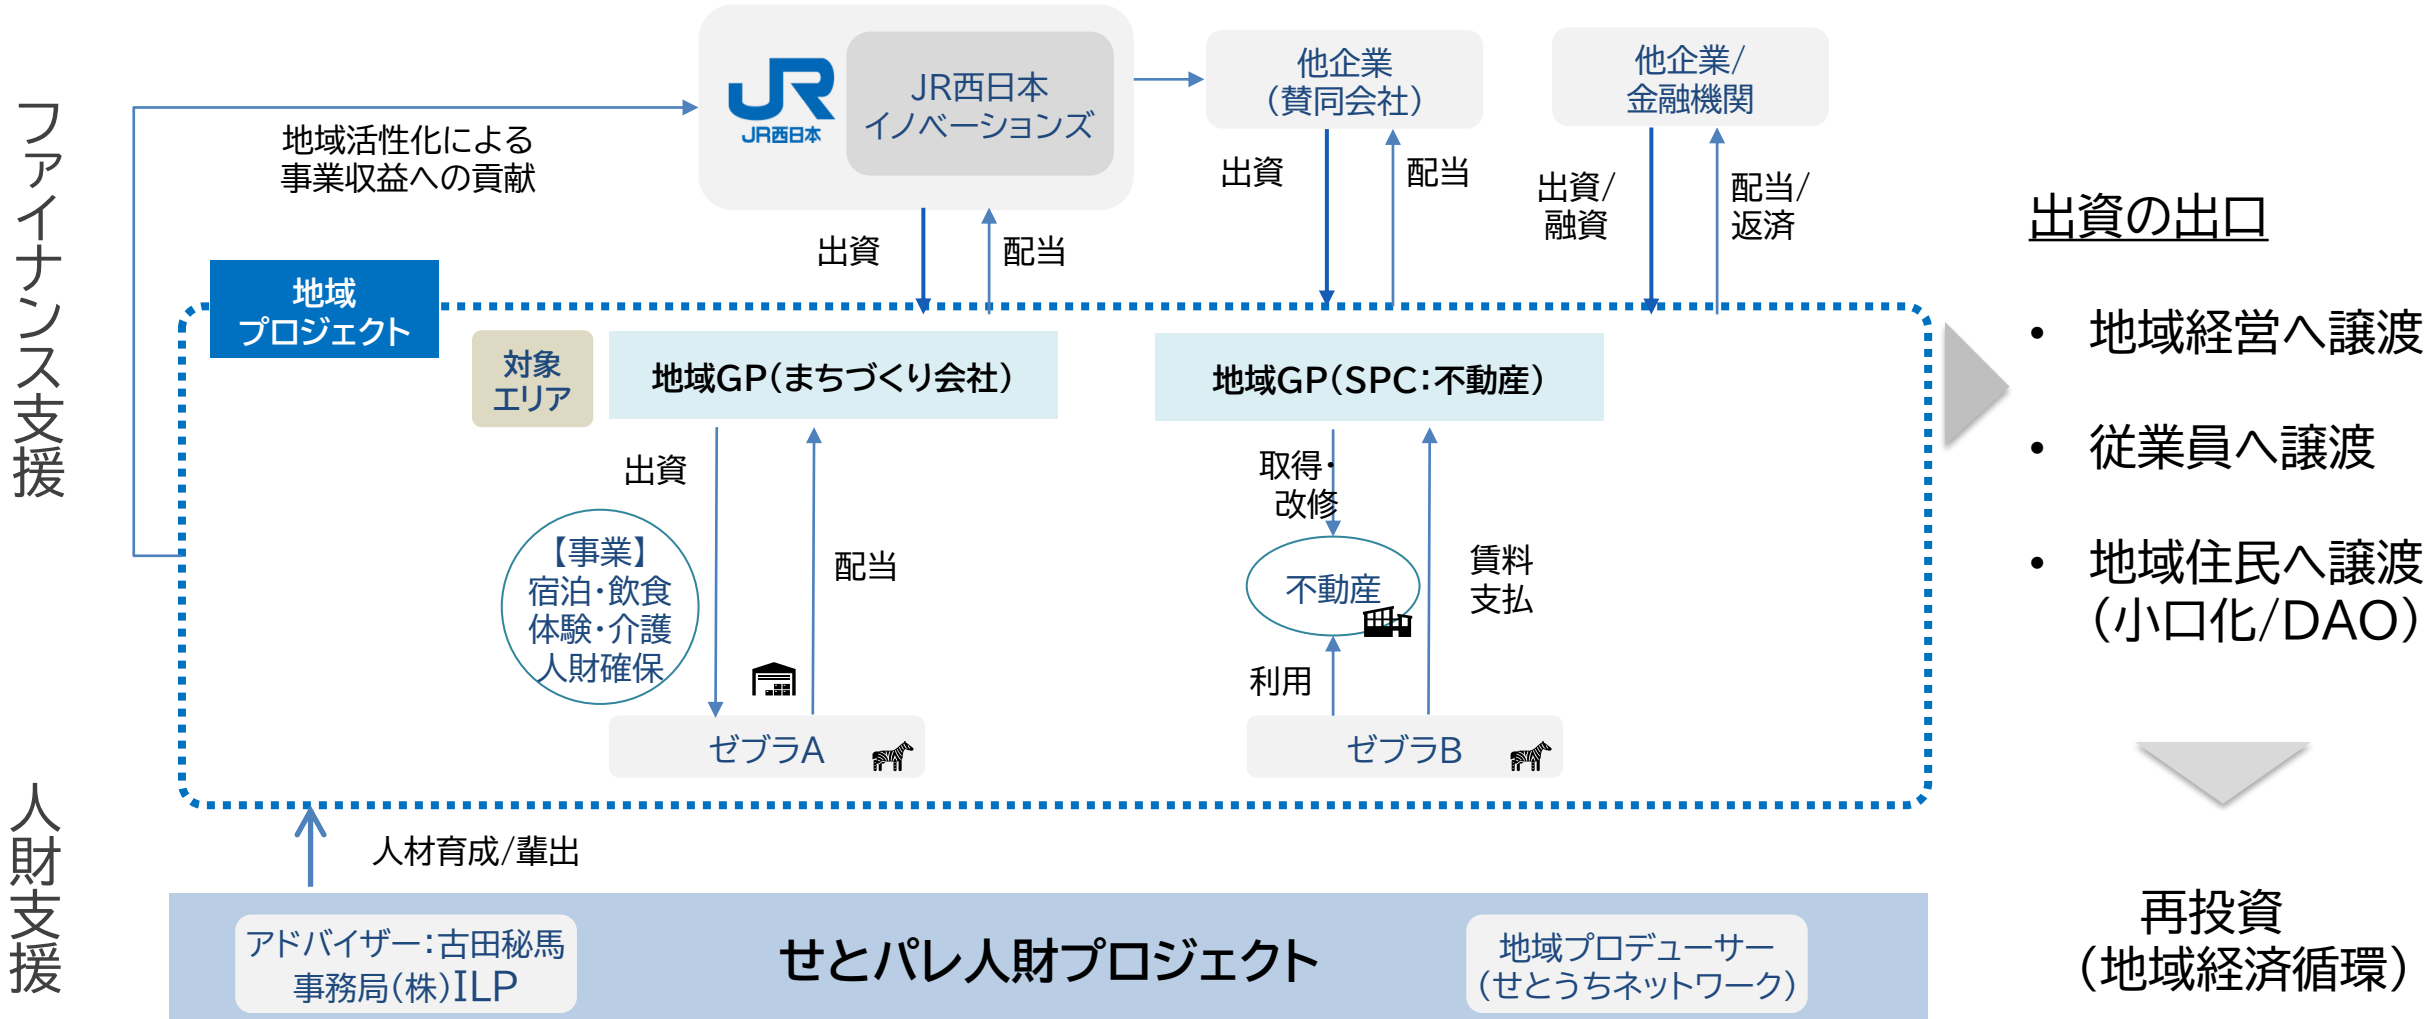 ファイナンス支援
人財支援
JR
JR西日本
JR西日本
イノベーションズ
他企業
（賛同会社）
他企業/
金融機関
地域活性化による
事業収益への貢献
出資
配当
出資
配当
出資/
融資
配当/
返済
地域
プロジェクト
対象
エリア
地域GP（まちづくり会社）
地域GP（SPC：不動産）
出資
配当
【事業】
宿泊・飲食
体験・介護
人財確保
ゼブラA
取得・
改修
不動産
賃料
支払
利用
ゼブラB
人材育成/輩出
アドバイザー：古田秘馬
事務局（株）ILP
せとパレ人財プロジェクト
地域プロデューサー
（せとうちネットワーク）
出資の出口
• 地域経営へ譲渡
• 従業員へ譲渡
• 地域住民へ譲渡
（小口化/DAO）
再投資
（地域経済循環）